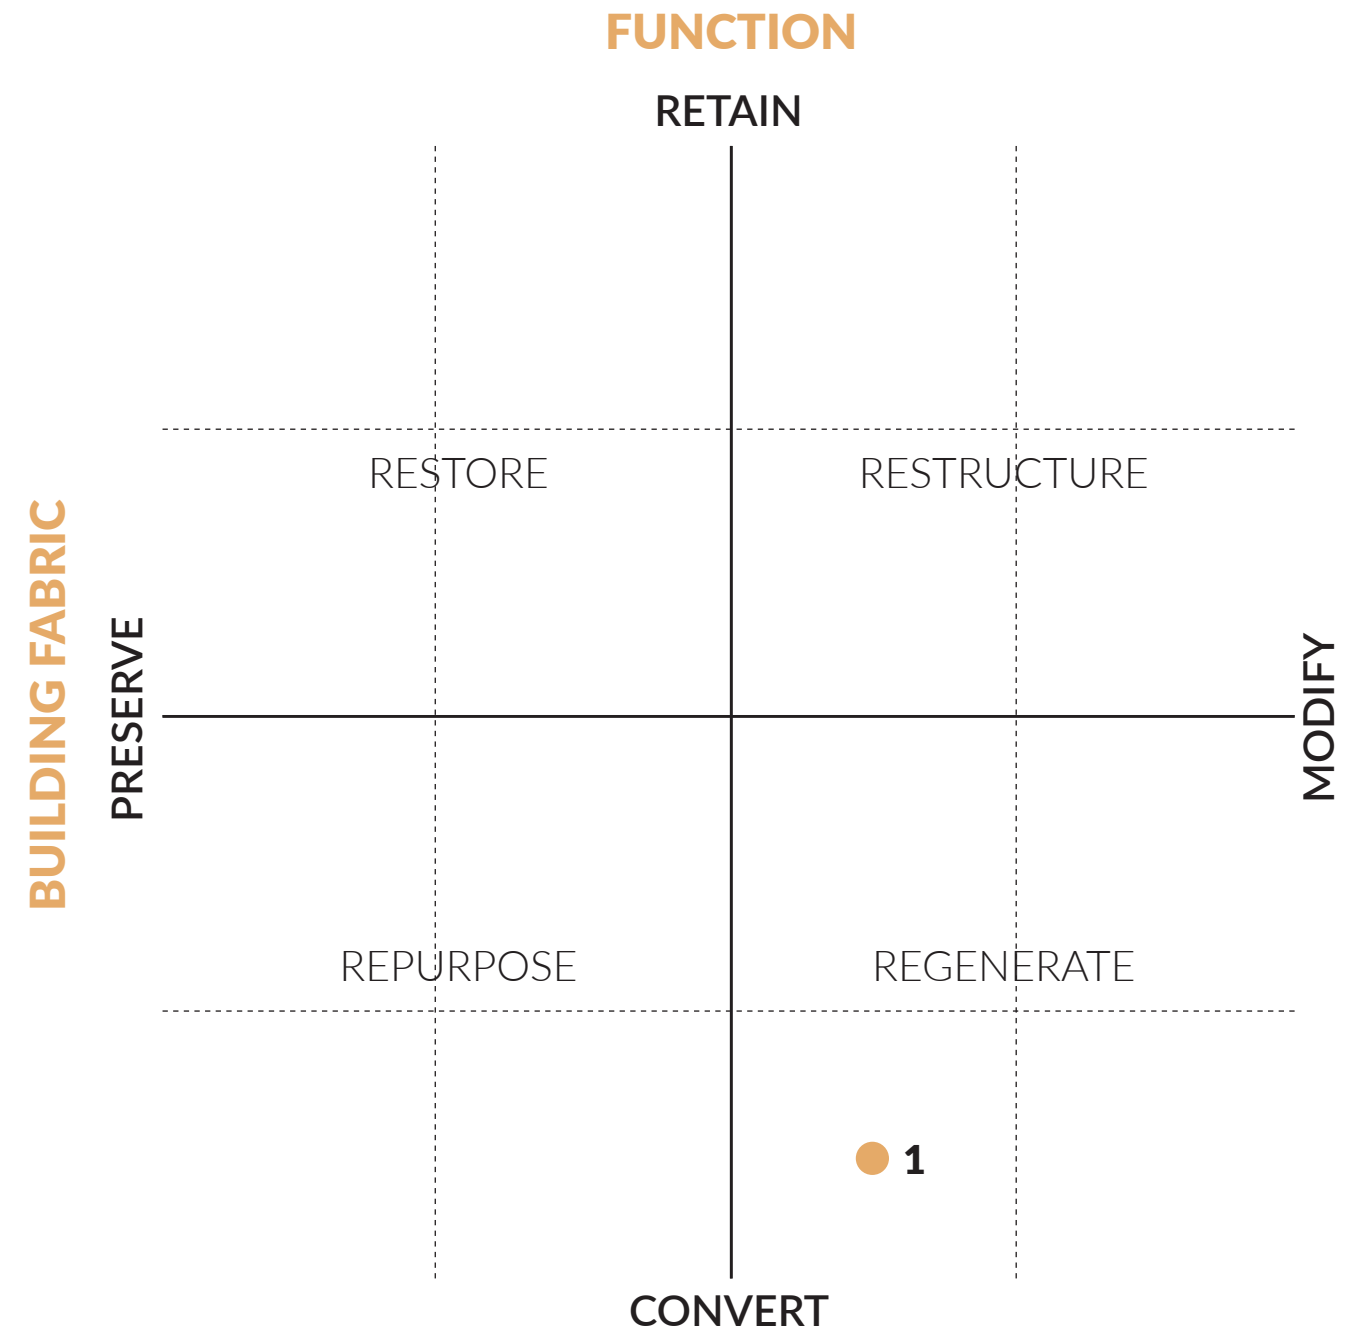 FUNCTION
RETAIN
RESTORE
RESTRUCTURE
BUILDING FABRIC
PRESERVE
MODIFY
REPURPOSE
REGENERATE
1
CONVERT